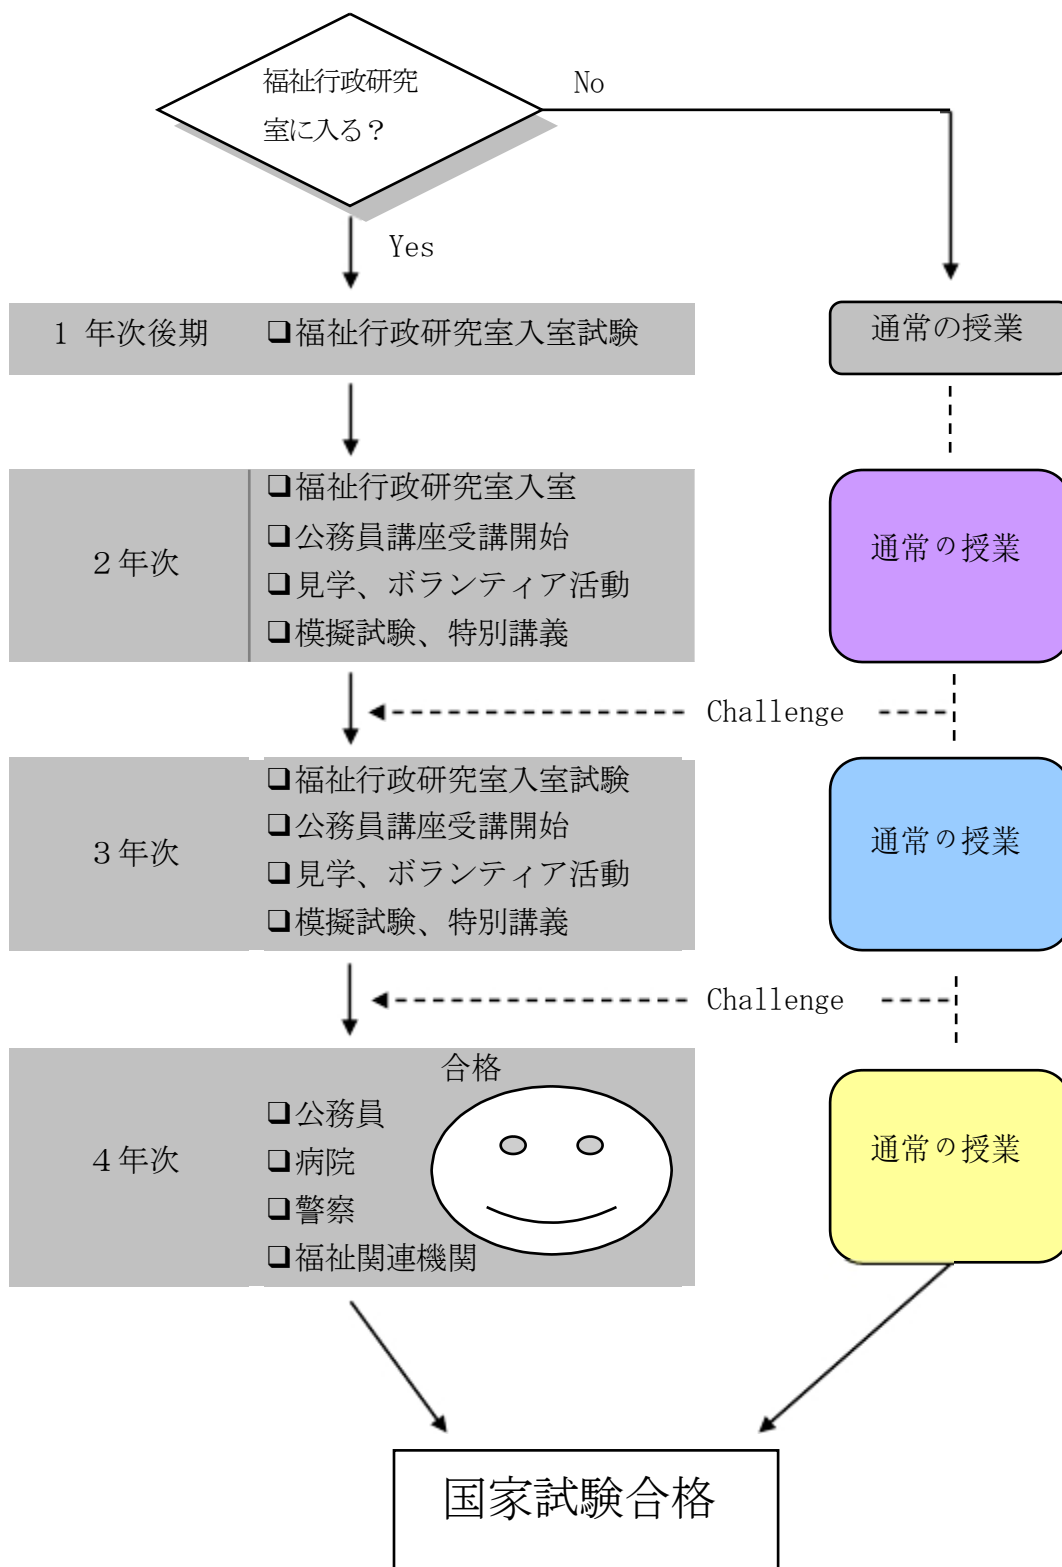 福祉行政研究
室に入る？
No
Yes
1 年次後期
❑福祉行政研究室入室試験
通常の授業
２年次
❑福祉行政研究室入室
❑公務員講座受講開始
❑見学、ボランティア活動
❑模擬試験、特別講義
通常の授業
Challenge
３年次
❑福祉行政研究室入室試験
❑公務員講座受講開始
❑見学、ボランティア活動
❑模擬試験、特別講義
通常の授業
Challenge
４年次
合格
❑公務員
❑病院
❑警察
❑福祉関連機関
通常の授業
国家試験合格